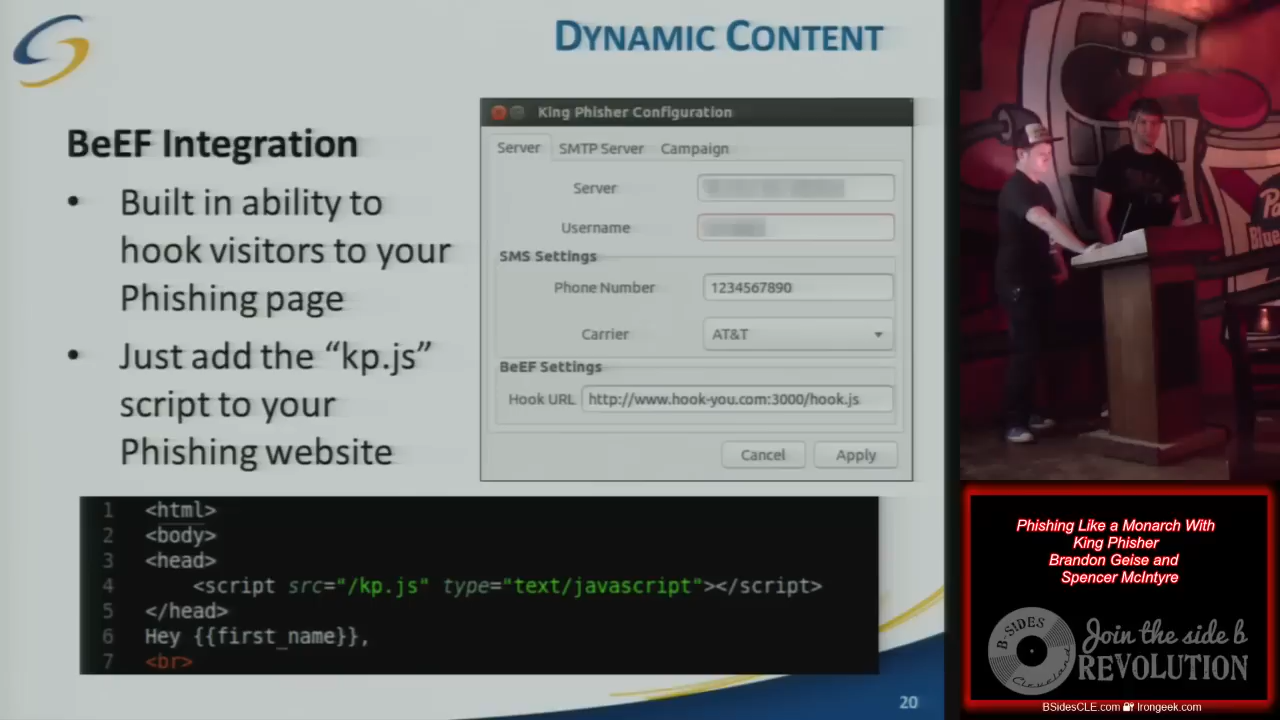 DYNAMIC CONTENT
BeEF Integration
• Built in ability to
hook visitors to your
Phishing page
• Just add the “kp.js”
script to your
Phishing website
King Phisher Configuration
Server SMTP Server Campaign
Server
Username
SMS Settings
Phone Number 1234567890
Carrier AT&T
BeEF Settings
Hook URL http://www.hook-you.com:3000/hook.js
Cancel Apply
1 <html>
2 <body>
3 <head>
4 <script src="/kp.js" type="text/javascript"></script>
5 </head>
6 Hey {{first_name}},
7 <br>
20
Phishing Like a Monarch With
King Phisher
Brandon Geise and
Spencer McIntyre
B-SIDES
Cleveland
Join the side b
REVOLUTION
BSidesCLE.com Irongeek.com